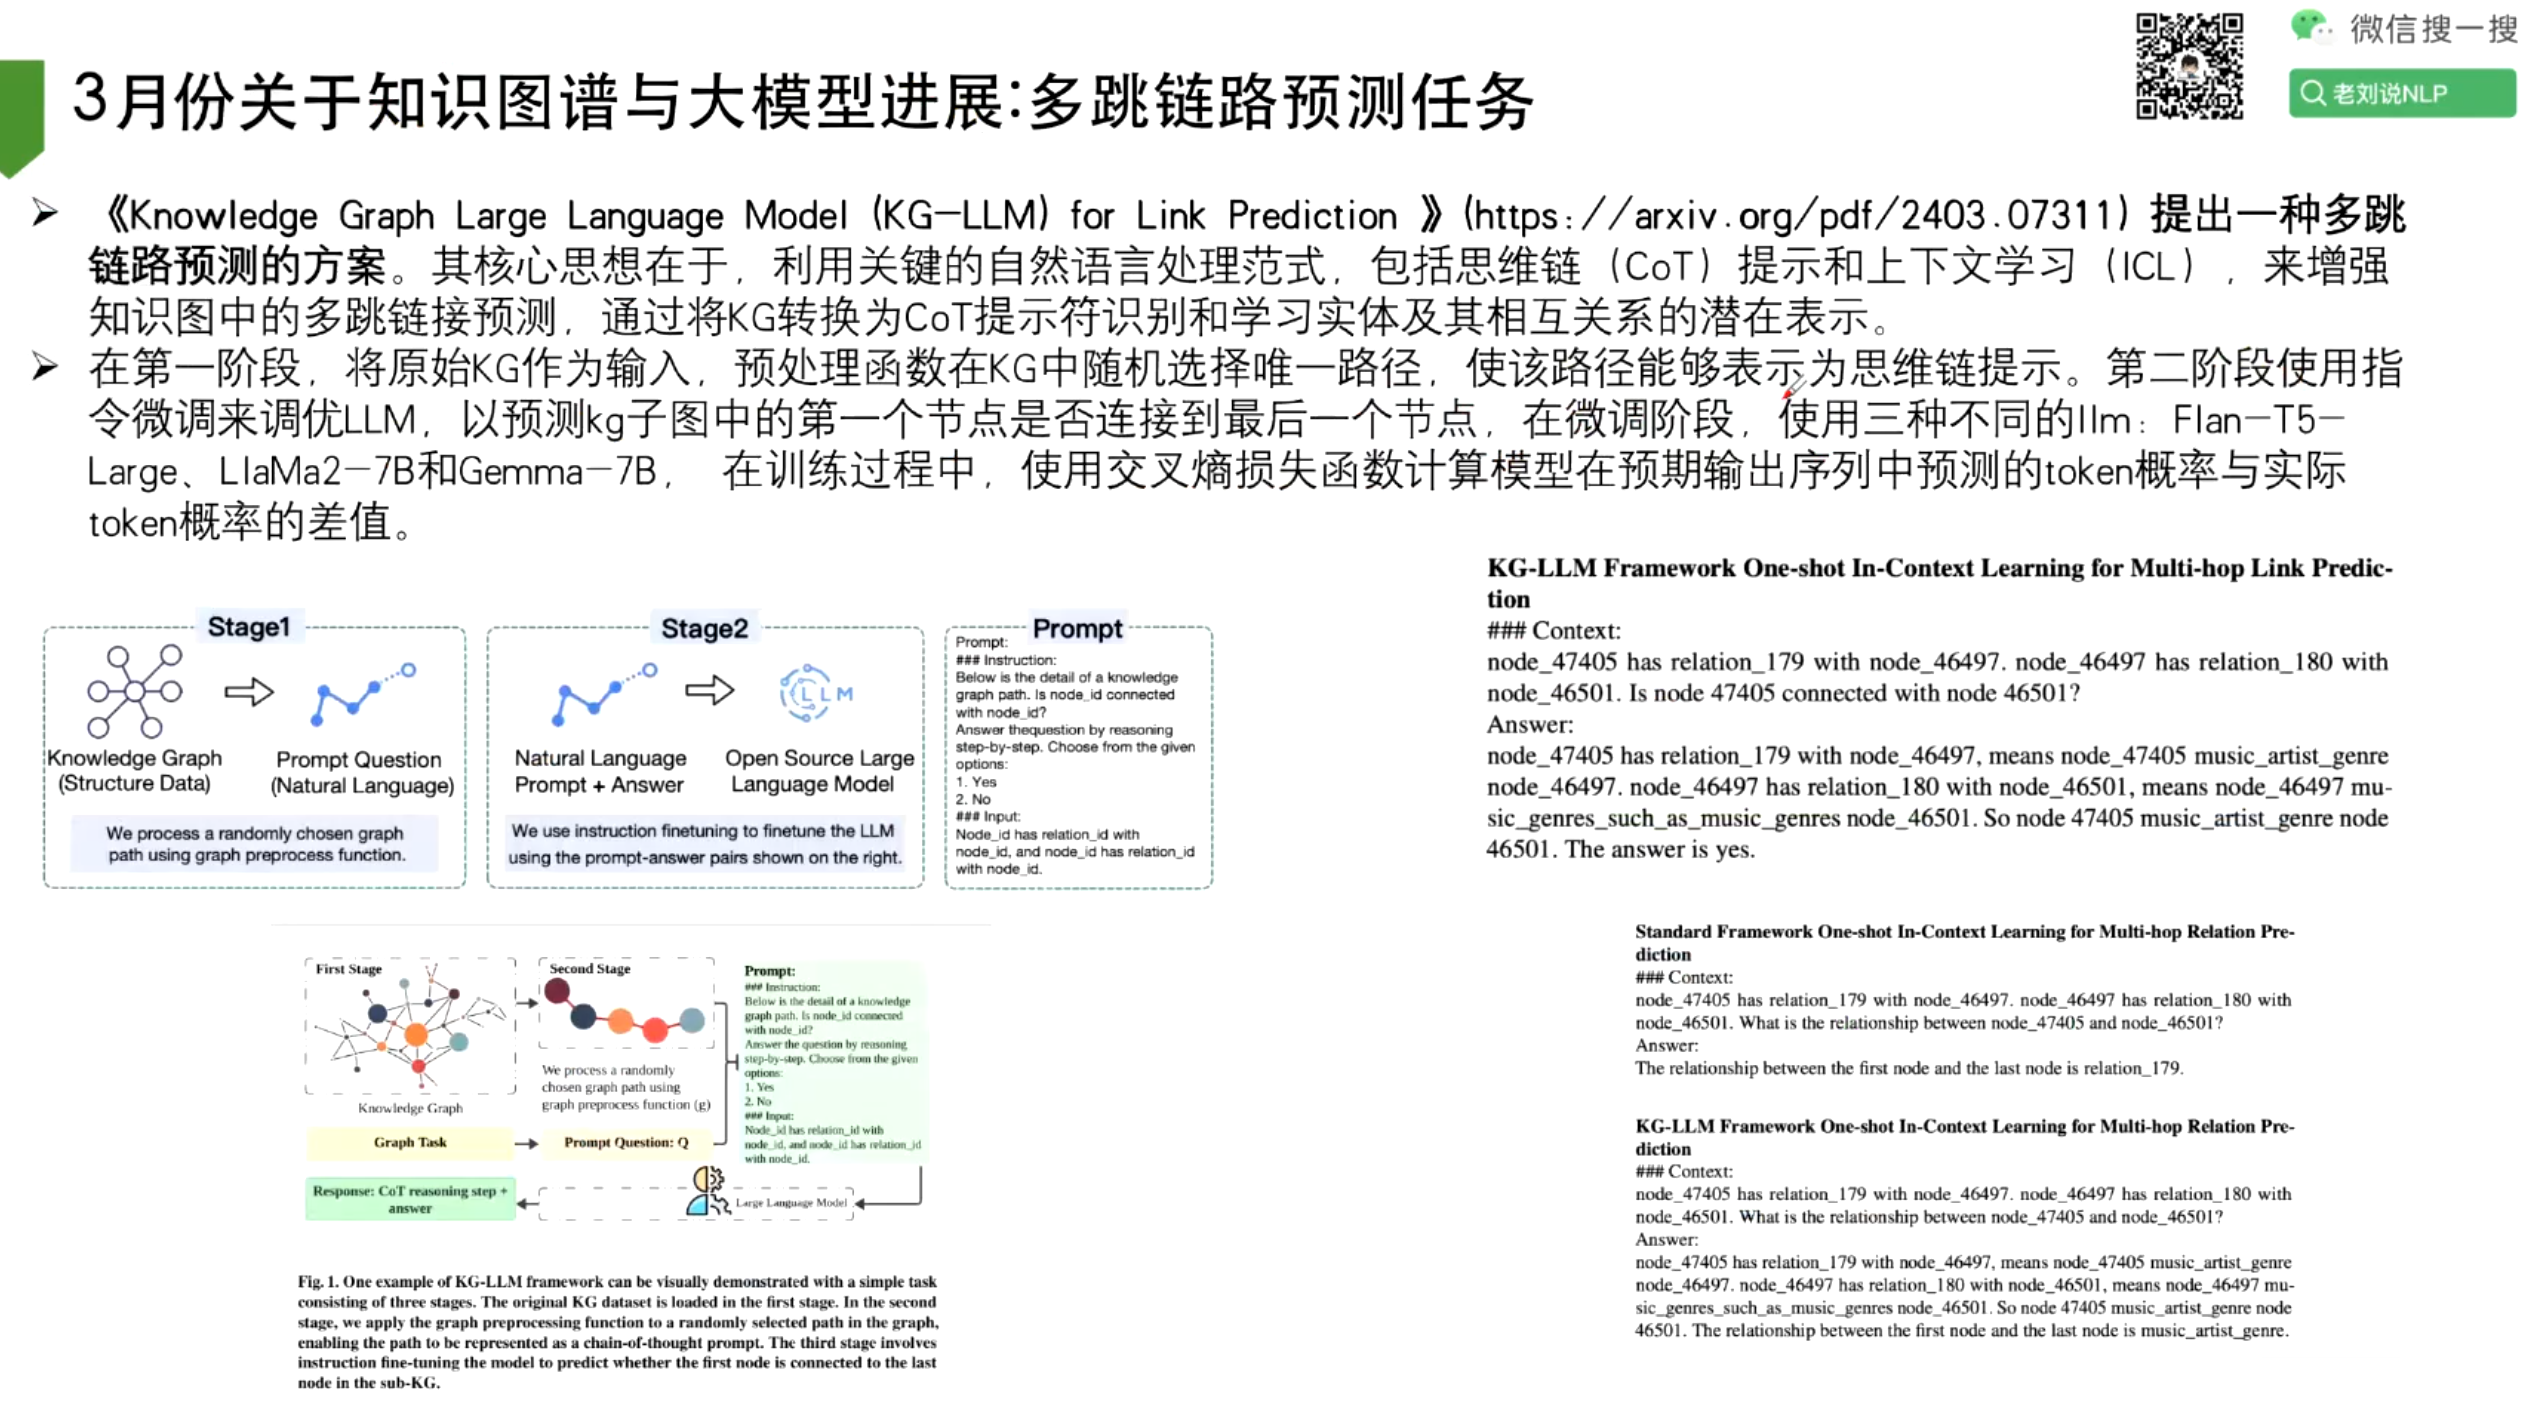 微信搜一搜
老刘说NLP
3月份关于知识图谱与大模型进展:多跳链路预测任务
➢ 《Knowledge Graph Large Language Model (KG-LLM) for Link Prediction 》(https://arxiv.org/pdf/2403.07311) 提出一种多跳
链路预测的方案。其核心思想在于，利用关键的自然语言处理范式，包括思维链（CoT）提示和上下文学习（ICL），来增强
知识图中的多跳链接预测，通过将KG转换为CoT提示符识别和学习实体及其相互关系的潜在表示。
➢ 在第一阶段，将原始KG作为输入，预处理函数在KG中随机选择唯一路径，使该路径能够表示为思维链提示。第二阶段使用指
令微调来调优LLM，以预测kg子图中的第一个节点是否连接到最后一个节点，在微调阶段，使用三种不同的llm：Flan-T5-
Large、LlaMa2-7B和Gemma-7B， 在训练过程中，使用交叉熵损失函数计算模型在预期输出序列中预测的token概率与实际
token概率的差值。
Stage1
Knowledge Graph
(Structure Data)
Prompt Question
(Natural Language)
We process a randomly chosen graph
path using graph preprocess function.
Stage2
LLM
Natural Language
Prompt + Answer
Open Source Large
Language Model
We use instruction finetuning to finetune the LLM
using the prompt-answer pairs shown on the right.
Prompt
Prompt:
### Instruction:
Below is the detail of a knowledge
graph path. Is node_id connected
with node_id?
Answer thequestion by reasoning
step-by-step. Choose from the given
options:
1. Yes
2. No
### Input:
Node_id has relation_id with
node_id, and node_id has relation_id
with node_id.
First Stage
Knowledge Graph
Second Stage
We process a randomly
chosen graph path using
graph preprocess function (g)
Prompt:
### Instruction:
Below is the detail of a knowledge
graph path. Is node_id connected
with node_id?
Answer the question by reasoning
step-by-step. Choose from the given
options:
1. Yes
2. No
### Input:
Node_id has relation_id with
node_id, and node_id has relation_id
with node_id.
Graph Task
Prompt Question: Q
Response: CoT reasoning step +
answer
Large Language Model
Fig. 1. One example of KG-LLM framework can be visually demonstrated with a simple task
consisting of three stages. The original KG dataset is loaded in the first stage. In the second
stage, we apply the graph preprocessing function to a randomly selected path in the graph,
enabling the path to be represented as a chain-of-thought prompt. The third stage involves
instruction fine-tuning the model to predict whether the first node is connected to the last
node in the sub-KG.
KG-LLM Framework One-shot In-Context Learning for Multi-hop Link Predic-
tion
### Context:
node_47405 has relation_179 with node_46497. node_46497 has relation_180 with
node_46501. Is node 47405 connected with node 46501?
Answer:
node_47405 has relation_179 with node_46497, means node_47405 music_artist_genre
node_46497. node_46497 has relation_180 with node_46501, means node_46497 mu-
sic_genres_such_as_music_genres node_46501. So node 47405 music_artist_genre node
46501. The answer is yes.
Standard Framework One-shot In-Context Learning for Multi-hop Relation Pre-
diction
### Context:
node_47405 has relation_179 with node_46497. node_46497 has relation_180 with
node_46501. What is the relationship between node_47405 and node_46501?
Answer:
The relationship between the first node and the last node is relation_179.
KG-LLM Framework One-shot In-Context Learning for Multi-hop Relation Pre-
diction
### Context:
node_47405 has relation_179 with node_46497. node_46497 has relation_180 with
node_46501. What is the relationship between node_47405 and node_46501?
Answer:
node_47405 has relation_179 with node_46497, means node_47405 music_artist_genre
node_46497. node_46497 has relation_180 with node_46501, means node_46497 mu-
sic_genres_such_as_music_genres node_46501. So node 47405 music_artist_genre node
46501. The relationship between the first node and the last node is music_artist_genre.